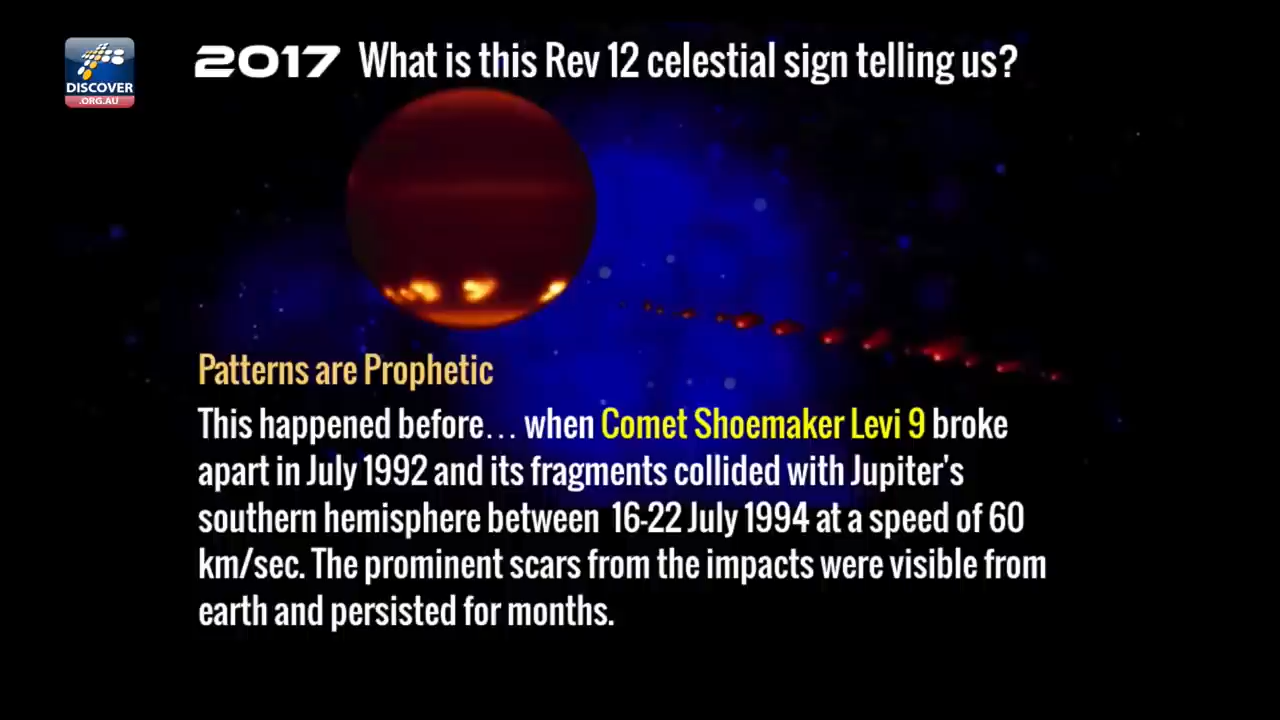 DISCOVER
.ORG.AU
2017 What is this Rev 12 celestial sign telling us?
Patterns are Prophetic
This happened before... when Comet Shoemaker Levi 9 broke
apart in July 1992 and its fragments collided with Jupiter's
southern hemisphere between 16-22 July 1994 at a speed of 60
km/sec. The prominent scars from the impacts were visible from
earth and persisted for months.